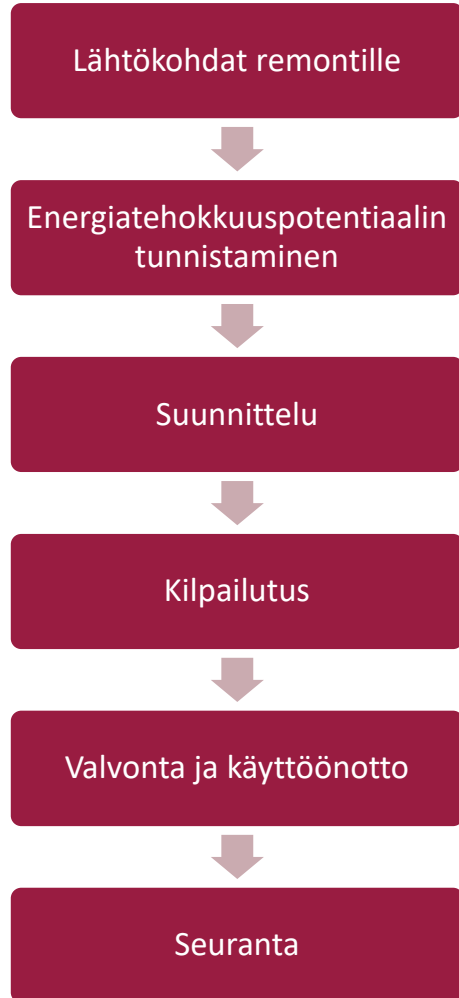 Lähtökohdat remontille
Energiatehokkuuspotentiaalin
tunnistaminen
Suunnittelu
Kilpailutus
Valvonta ja käyttöönotto
Seuranta